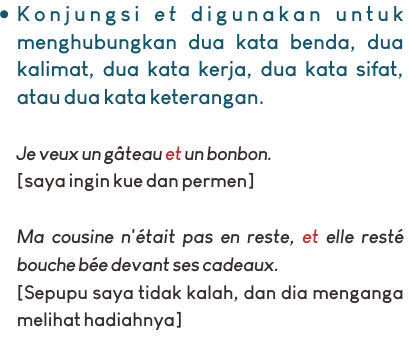 • Konjungsi et digunakan untuk
menghubungkan dua kata benda, dua
kalimat, dua kata kerja, dua kata sifat,
atau dua kata keterangan.
Je veux un gâteau et un bonbon.
[saya ingin kue dan permen]
Ma cousine n'était pas en reste, et elle resté
bouche bée devant ses cadeaux.
[Sepupu saya tidak kalah, dan dia menganga
melihat hadiahnya]